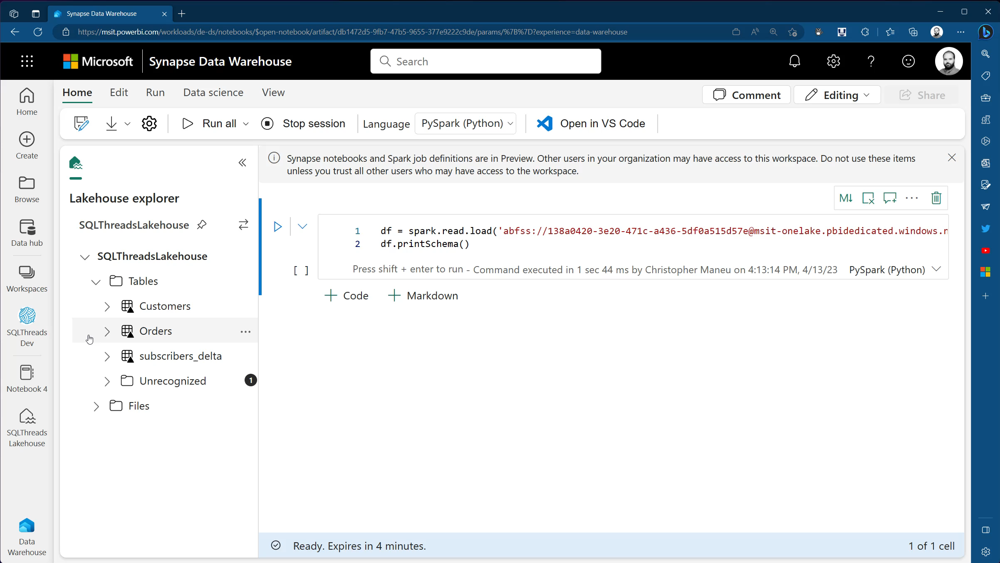 Synapse Data Warehouse
https://msit.powerbi.com/workloads/de-ds/notebooks/$open-notebook/artifact/db1472d5-9fb7-47b5-9655-377e9222c9de/params/%7B%7D?experience=data-warehouse
Microsoft
Synapse Data Warehouse
Search
Home
Edit
Run
Data science
View
Comment
Editing
Share
Run all
Stop session
Language
PySpark (Python)
Open in VS Code
Home
Create
Browse
Data hub
Workspaces
SQLThreads
Dev
Notebook 4
SQLThreads
Lakehouse
Data
Warehouse
Lakehouse explorer
SQLThreadsLakehouse
SQLThreadsLakehouse
Tables
Customers
Orders
subscribers_delta
Unrecognized
1
Files
Synapse notebooks and Spark job definitions are in Preview. Other users in your organization may have access to this workspace. Do not use these items
unless you trust all other users who may have access to the workspace.
M↓
1 df = spark.read.load('abfss://138a0420-3e20-471c-a436-5df0a515d57e@msit-onelake.pbidedicated.windows.n
2 df.printSchema()
[ ]
Press shift + enter to run - Command executed in 1 sec 44 ms by Christopher Maneu on 4:13:14 PM, 4/13/23
PySpark (Python)
Code
Markdown
Ready. Expires in 4 minutes.
1 of 1 cell